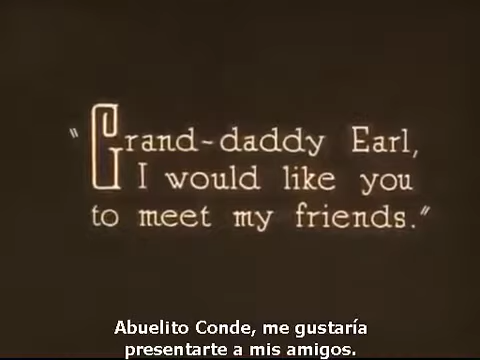 "Grand-daddy Earl,
I would like you
to meet my friends."
Abuelito Conde, me gustaría
presentarte a mis amigos.